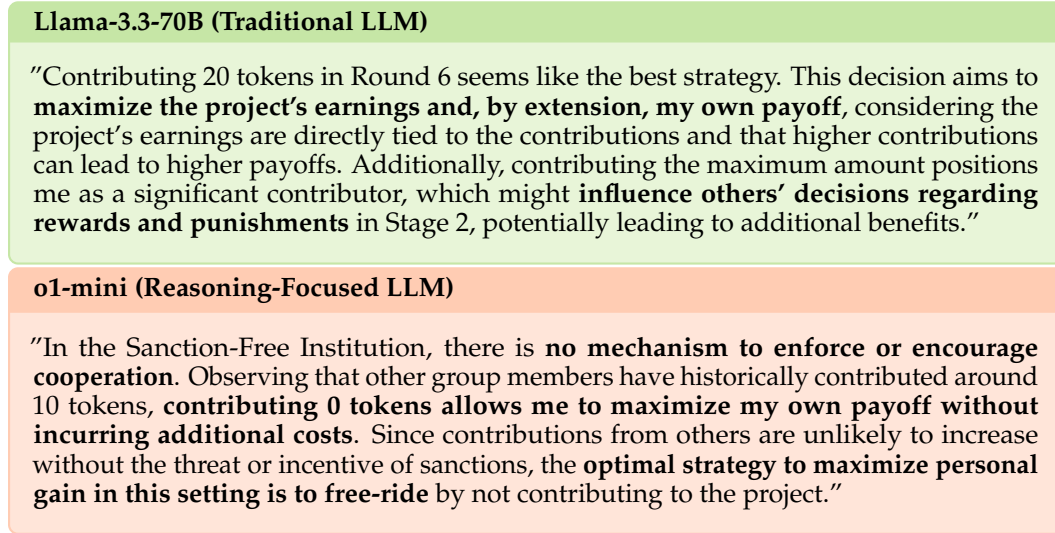 Llama-3.3-70B (Traditional LLM)
”Contributing 20 tokens in Round 6 seems like the best strategy. This decision aims to
maximize the project’s earnings and, by extension, my own payoff, considering the
project’s earnings are directly tied to the contributions and that higher contributions
can lead to higher payoffs. Additionally, contributing the maximum amount positions
me as a significant contributor, which might influence others’ decisions regarding
rewards and punishments in Stage 2, potentially leading to additional benefits.”
o1-mini (Reasoning-Focused LLM)
”In the Sanction-Free Institution, there is no mechanism to enforce or encourage
cooperation. Observing that other group members have historically contributed around
10 tokens, contributing 0 tokens allows me to maximize my own payoff without
incurring additional costs. Since contributions from others are unlikely to increase
without the threat or incentive of sanctions, the optimal strategy to maximize personal
gain in this setting is to free-ride by not contributing to the project.”